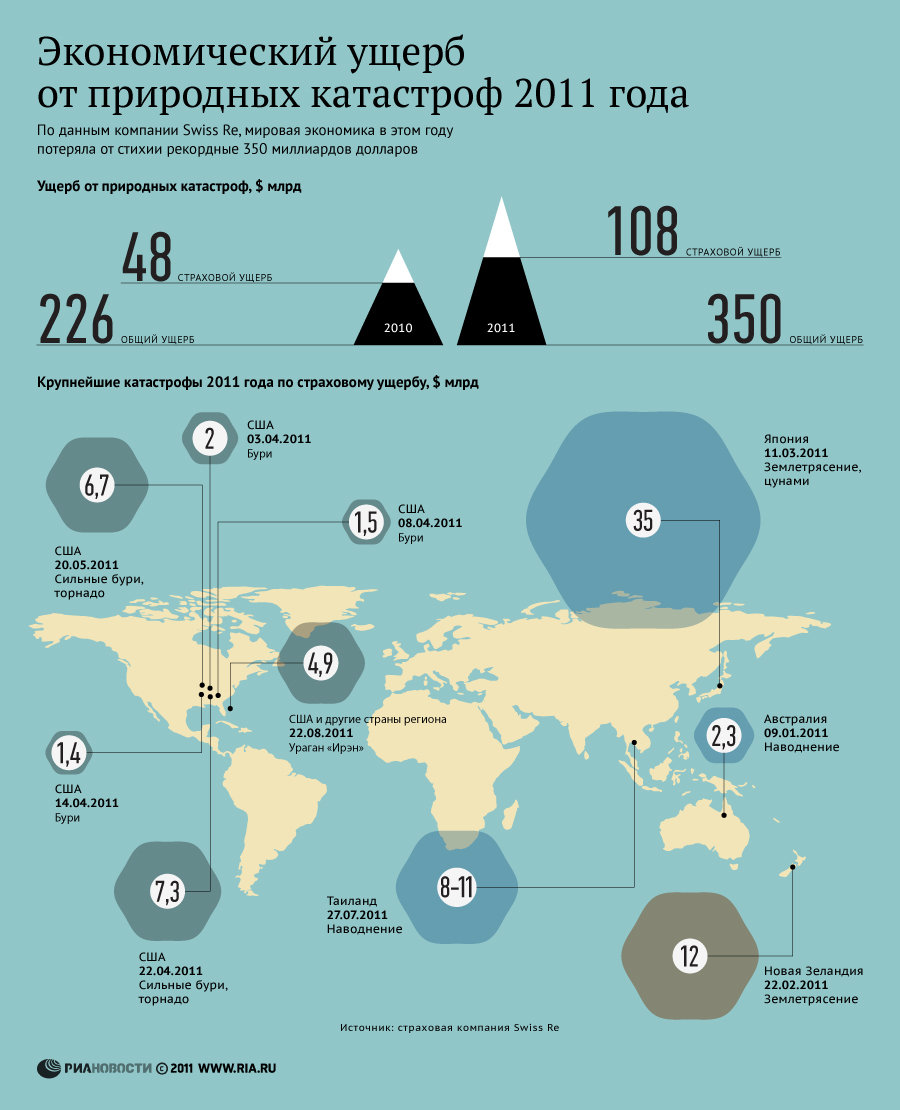 Экономический ущерб
от природных катастроф 2011 года
По данным компании Swiss Re, мировая экономика в этом году
потеряла от стихии рекордные 350 миллиардов долларов
Ущерб от природных катастроф, $ млрд
48 СТРАХОВОЙ УЩЕРБ
108 СТРАХОВОЙ УЩЕРБ
226 ОБЩИЙ УЩЕРБ
2010
2011
350 ОБЩИЙ УЩЕРБ
Крупнейшие катастрофы 2011 года по страховому ущербу, $ млрд
2
США
03.04.2011
Бури
6,7
США
20.05.2011
Сильные бури,
торнадо
1,5
США
08.04.2011
Бури
35
Япония
11.03.2011
Землетрясение,
цунами
4,9
США и другие страны региона
22.08.2011
Ураган «Ирэн»
2,3
Австралия
09.01.2011
Наводнение
1,4
США
14.04.2011
Бури
7,3
США
22.04.2011
Сильные бури,
торнадо
8–11
Таиланд
27.07.2011
Наводнение
12
Новая Зеландия
22.02.2011
Землетрясение
Источник: страховая компания Swiss Re
РИАНОВОСТИ © 2011 WWW.RIA.RU